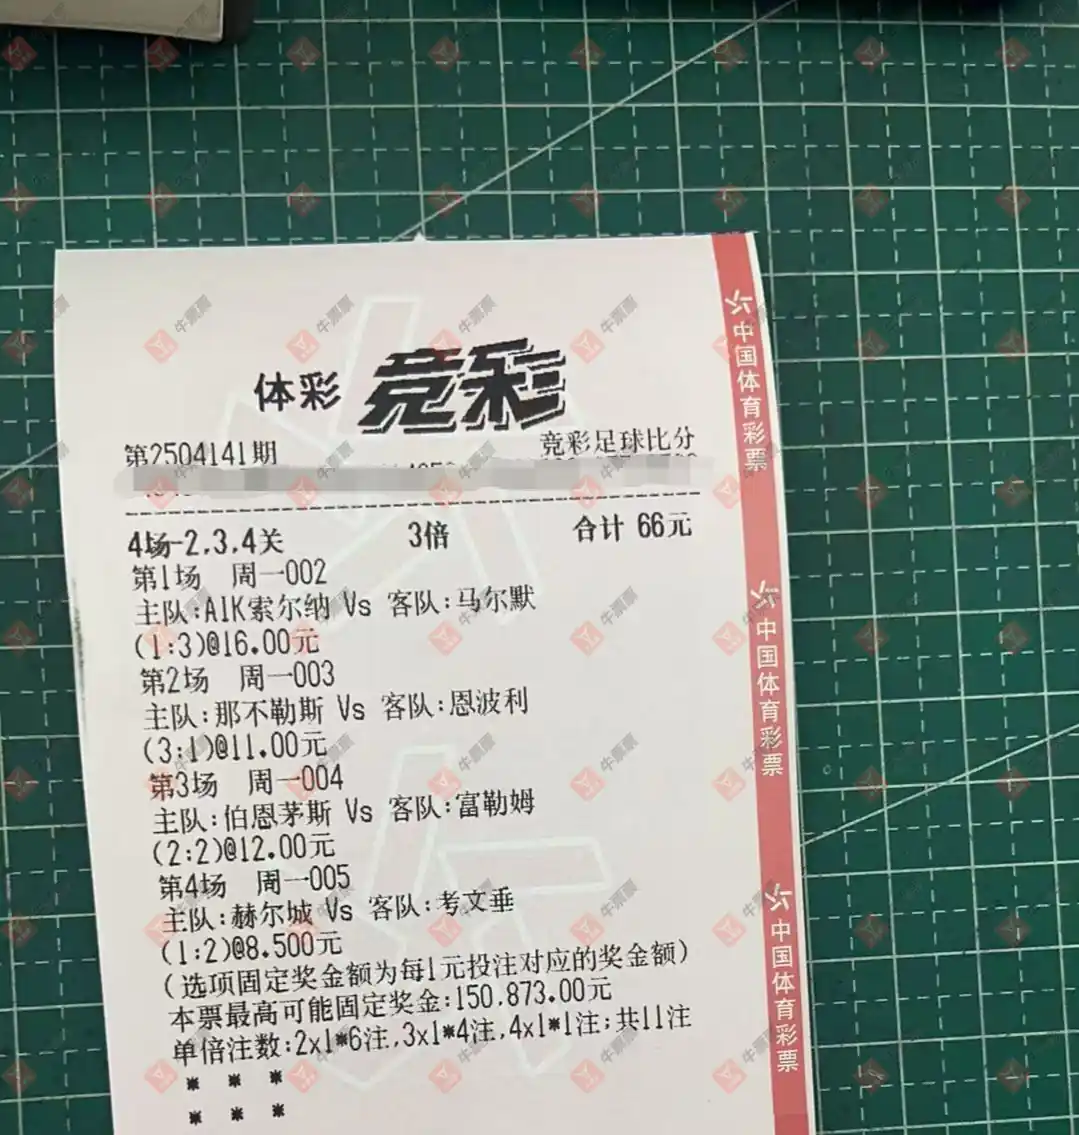 体彩 竞彩
第2504141期 竞彩足球比分
4场-2.3.4关 3倍 合计 66元
第1场 周一002
主队:AIK索尔纳 Vs 客队:马尔默
(1:3)@16.00元
第2场 周一003
主队:那不勒斯 Vs 客队:恩波利
(3:1)@11.00元
第3场 周一004
主队:伯恩茅斯 Vs 客队:富勒姆
(2:2)@12.00元
第4场 周一005
主队:赫尔城 Vs 客队:考文垂
(1:2)@8.500元
(选项固定奖金额为每1元投注对应的奖金额)
本票最高可能固定奖金:150,873.00元
单倍注数:2x1*6注,3x1*4注,4x1*1注;共11注
* * *
* * *
中国体育彩票
中国体育彩票
中国体育彩票
牛票票